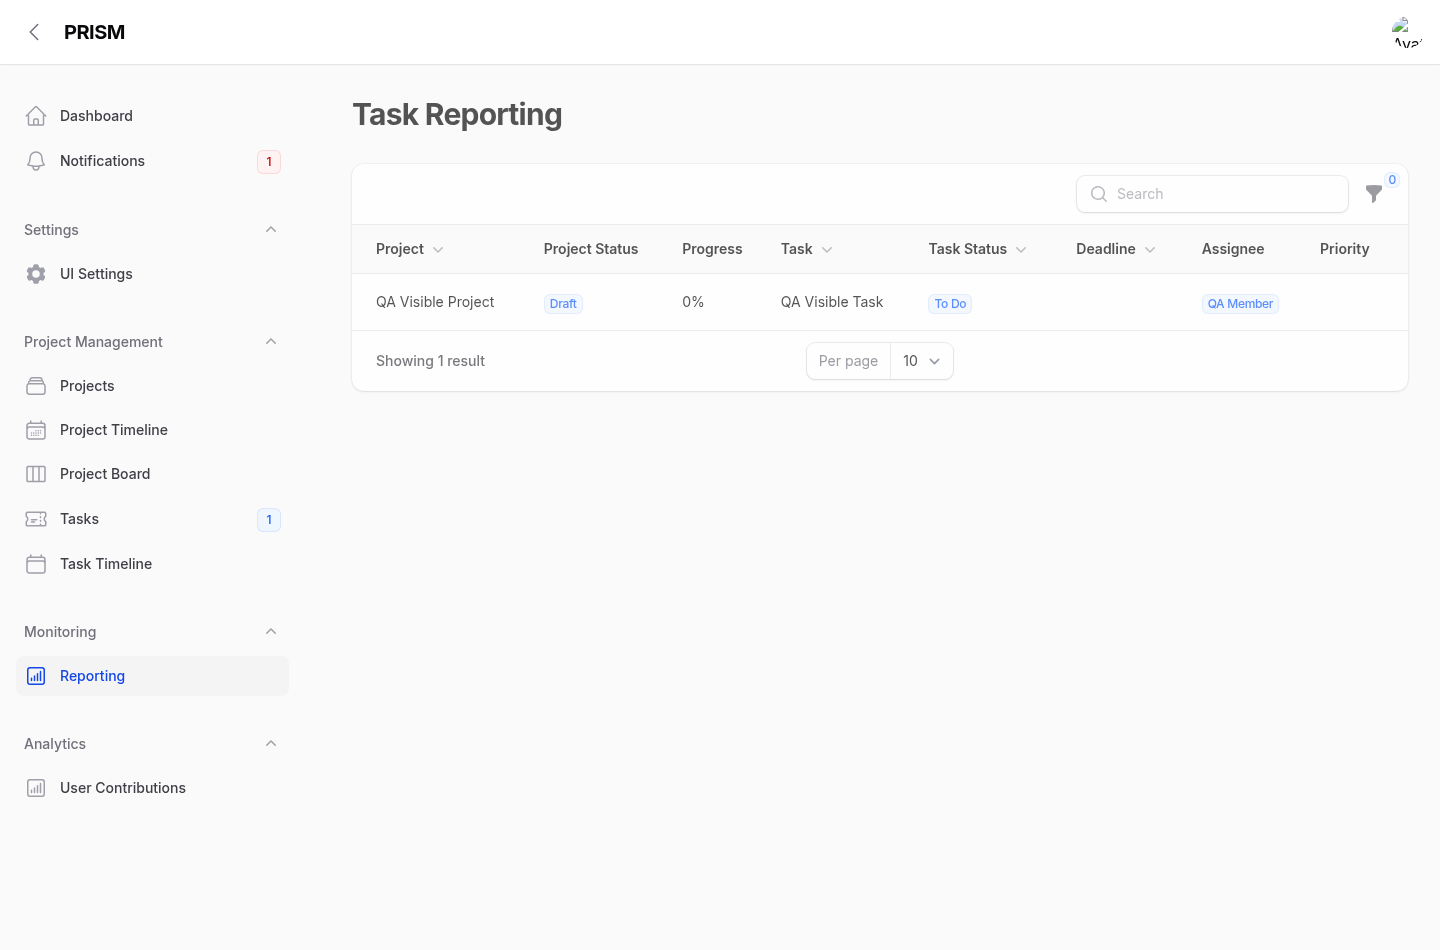 PRISM
Dashboard
Notifications 1
Settings
UI Settings
Project Management
Projects
Project Timeline
Project Board
Tasks 1
Task Timeline
Monitoring
Reporting
Analytics
User Contributions
Task Reporting
Search 0
Project Project Status Progress Task Task Status Deadline Assignee Priority
QA Visible Project Draft 0% QA Visible Task To Do QA Member
Showing 1 result Per page 10